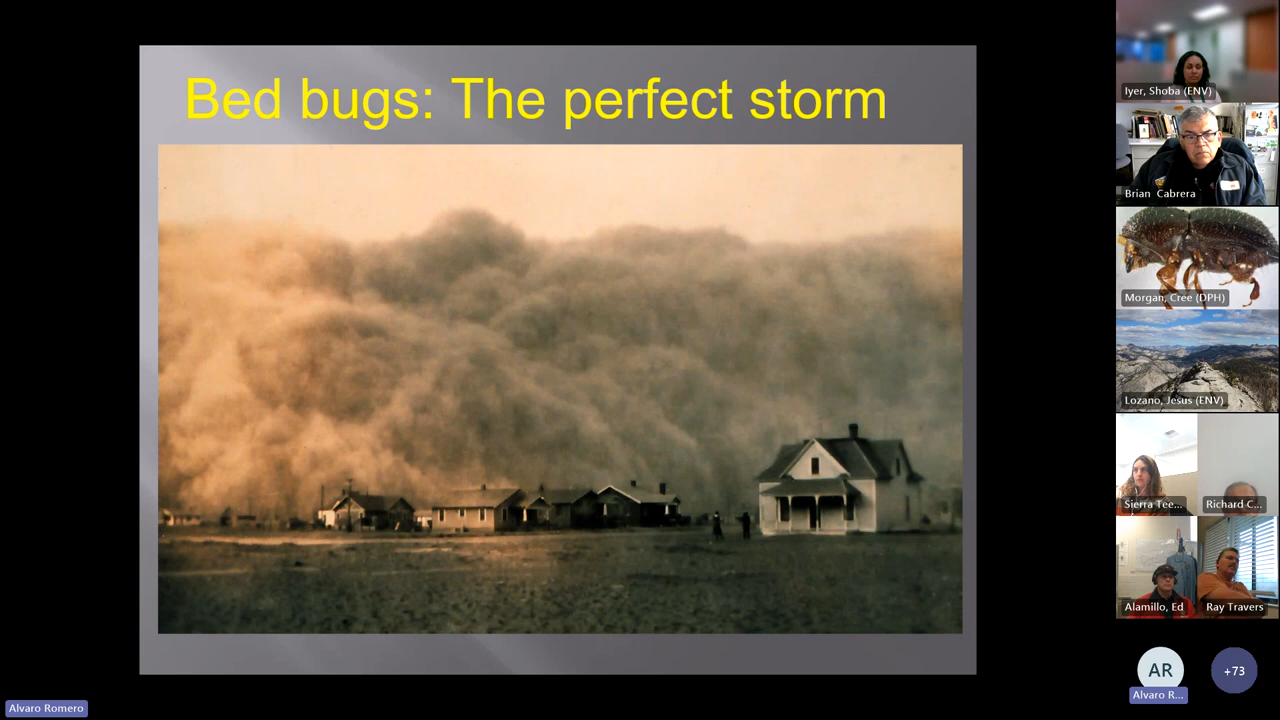 Bed bugs: The perfect storm
Iyer, Shoba (ENV)
Brian Cabrera
Morgan, Cree (DPH)
Lozano, Jesus (ENV)
Sierra Tee...
Richard C...
Alamillo, Ed
Ray Travers
AR
Alvaro R...
+73
Alvaro Romero